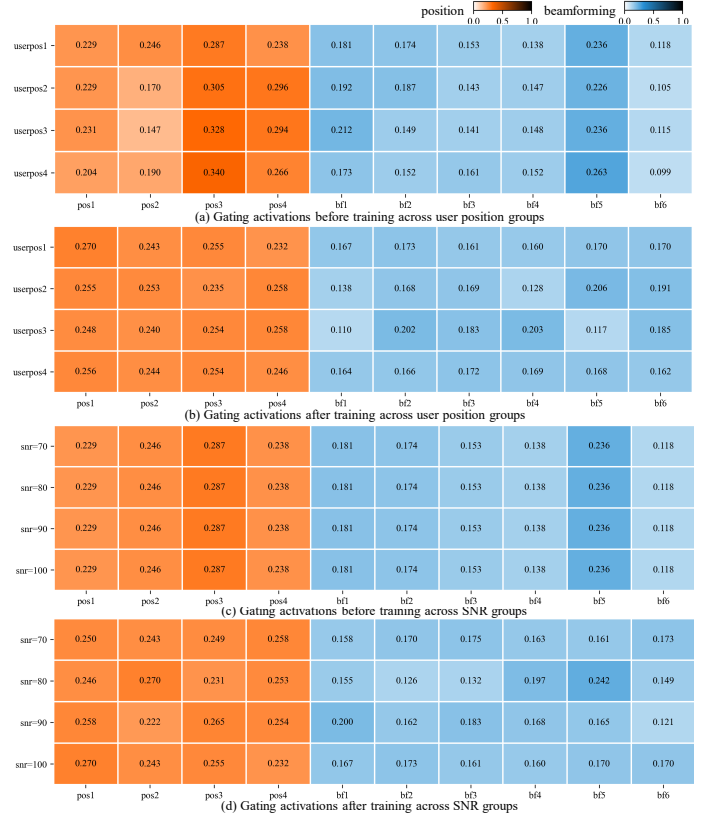 position beamforming
0.0 0.5 1.0 0.0 0.5 1.0
userpos1 0.229 0.246 0.287 0.238 0.181 0.174 0.153 0.138 0.236 0.118
userpos2 0.229 0.170 0.305 0.296 0.192 0.187 0.143 0.147 0.226 0.105
userpos3 0.231 0.147 0.328 0.294 0.212 0.149 0.141 0.148 0.236 0.115
userpos4 0.204 0.190 0.340 0.266 0.173 0.152 0.161 0.152 0.263 0.099
pos1 pos2 pos3 pos4 bf1 bf2 bf3 bf4 bf5 bf6
(a) Gating activations before training across user position groups
userpos1 0.270 0.243 0.255 0.232 0.167 0.173 0.161 0.160 0.170 0.170
userpos2 0.255 0.253 0.235 0.258 0.138 0.168 0.169 0.128 0.206 0.191
userpos3 0.248 0.240 0.254 0.258 0.110 0.202 0.183 0.203 0.117 0.185
userpos4 0.256 0.244 0.254 0.246 0.164 0.166 0.172 0.169 0.168 0.162
pos1 pos2 pos3 pos4 bf1 bf2 bf3 bf4 bf5 bf6
(b) Gating activations after training across user position groups
snr=70 0.229 0.246 0.287 0.238 0.181 0.174 0.153 0.138 0.236 0.118
snr=80 0.229 0.246 0.287 0.238 0.181 0.174 0.153 0.138 0.236 0.118
snr=90 0.229 0.246 0.287 0.238 0.181 0.174 0.153 0.138 0.236 0.118
snr=100 0.229 0.246 0.287 0.238 0.181 0.174 0.153 0.138 0.236 0.118
pos1 pos2 pos3 pos4 bf1 bf2 bf3 bf4 bf5 bf6
(c) Gating activations before training across SNR groups
snr=70 0.250 0.243 0.249 0.258 0.158 0.170 0.175 0.163 0.161 0.173
snr=80 0.246 0.270 0.231 0.253 0.155 0.126 0.132 0.197 0.242 0.149
snr=90 0.258 0.222 0.265 0.254 0.200 0.162 0.183 0.168 0.165 0.121
snr=100 0.270 0.243 0.255 0.232 0.167 0.173 0.161 0.160 0.170 0.170
pos1 pos2 pos3 pos4 bf1 bf2 bf3 bf4 bf5 bf6
(d) Gating activations after training across SNR groups